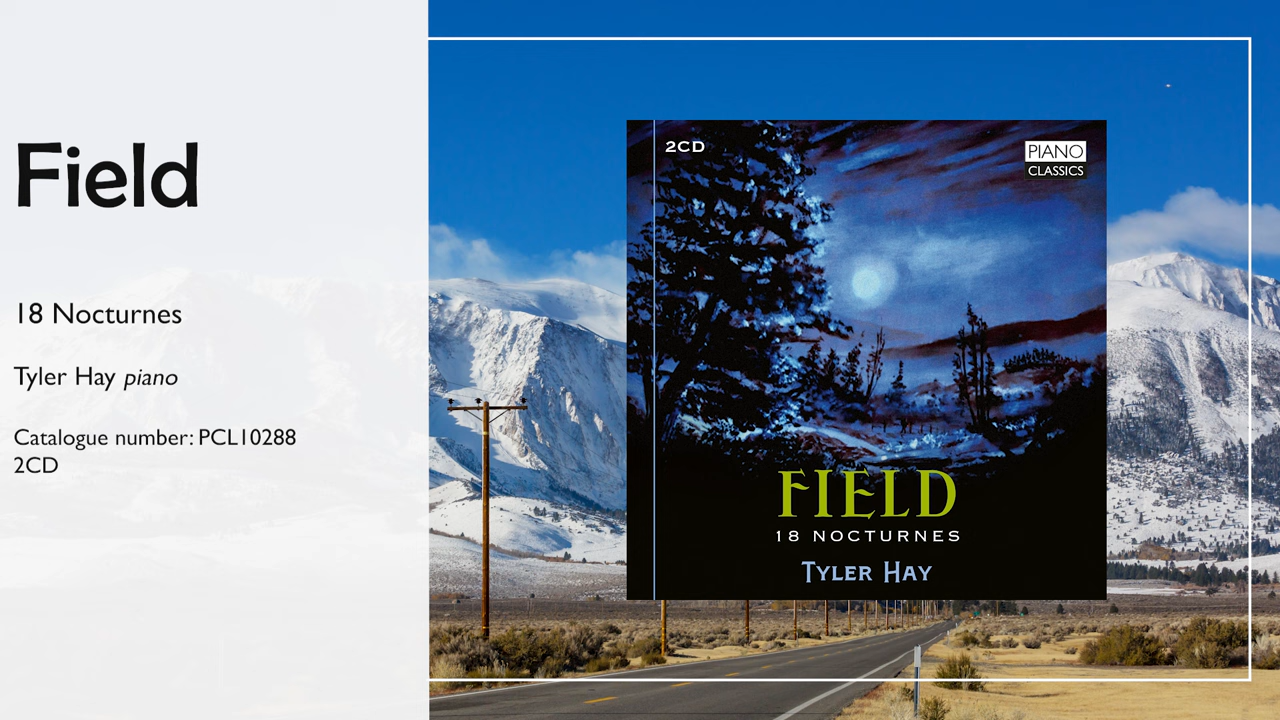 Field
18 Nocturnes
Tyler Hay piano
Catalogue number: PCL10288
2CD
2CD
PIANO
CLASSICS
FIELD
18 NOCTURNES
TYLER HAY